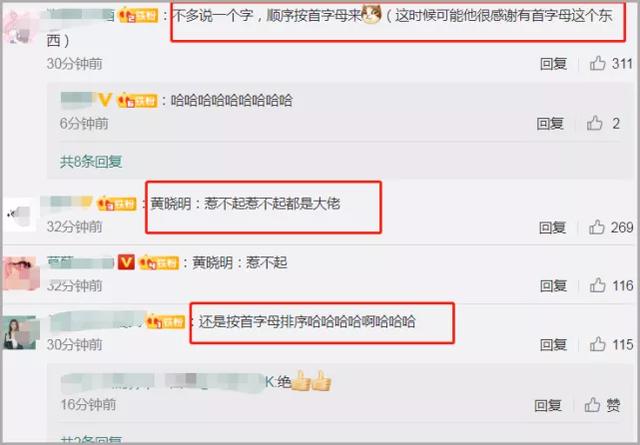 铁粉:不多说一个字,顺序按首字母来(这时候可能他很感谢有首字母这个东
西)
30分钟前 回复 311
铁粉:哈哈哈哈哈哈哈哈哈哈
6分钟前 回复 2
共8条回复
铁粉:黄晓明:惹不起惹不起都是大佬
32分钟前 回复 269
铁粉:黄晓明:惹不起
32分钟前 回复 116
铁粉:还是按首字母排序哈哈哈哈啊哈哈哈
30分钟前 回复 115
K:绝
16分钟前 回复 赞
共2条回复